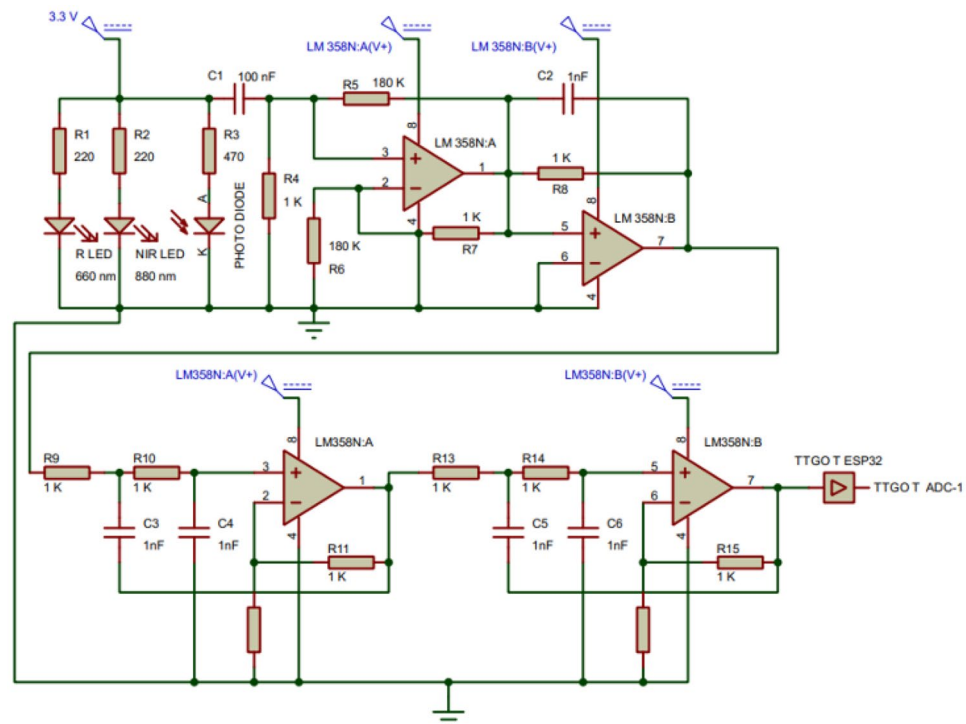 3.3 V
LM 358N:A(V+)
LM 358N:B(V+)
C1
100 nF
R5
180 K
C2
1nF
R1
220
R2
220
R3
470
A
K
PHOTO DIODE
R4
1 K
8
LM 358N:A
3
2
1
4
1 K
R8
1 K
R7
180 K
R6
8
LM 358N:B
5
6
7
4
R LED
660 nm
NIR LED
880 nm
LM358N:A(V+)
LM358N:B(V+)
R9
1 K
R10
1 K
8
LM358N:A
3
2
1
4
C3
1nF
C4
1nF
R11
1 K
R13
1 K
R14
1 K
8
LM358N:B
5
6
7
4
C5
1nF
C6
1nF
R15
1 K
TTGO T ESP32
TTGO T ADC-1